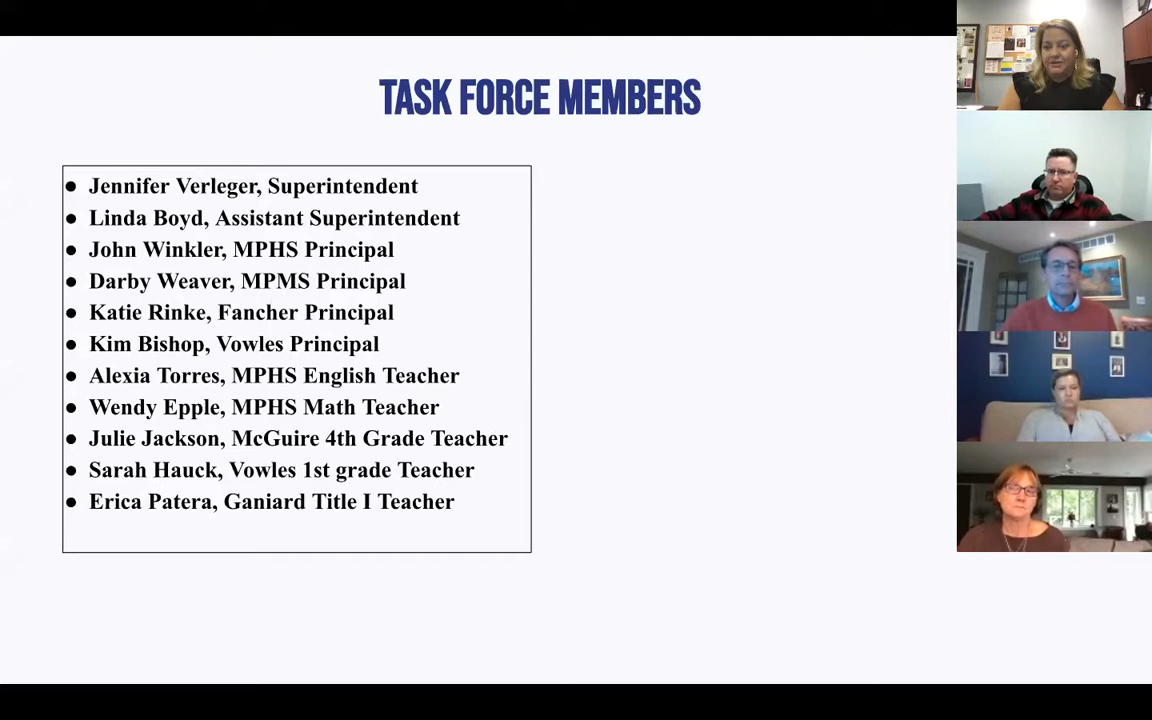 TASK FORCE MEMBERS
● Jennifer Verleger, Superintendent
● Linda Boyd, Assistant Superintendent
● John Winkler, MPHS Principal
● Darby Weaver, MPMS Principal
● Katie Rinke, Fancher Principal
● Kim Bishop, Vowles Principal
● Alexia Torres, MPHS English Teacher
● Wendy Epple, MPHS Math Teacher
● Julie Jackson, McGuire 4th Grade Teacher
● Sarah Hauck, Vowles 1st grade Teacher
● Erica Patera, Ganiard Title I Teacher